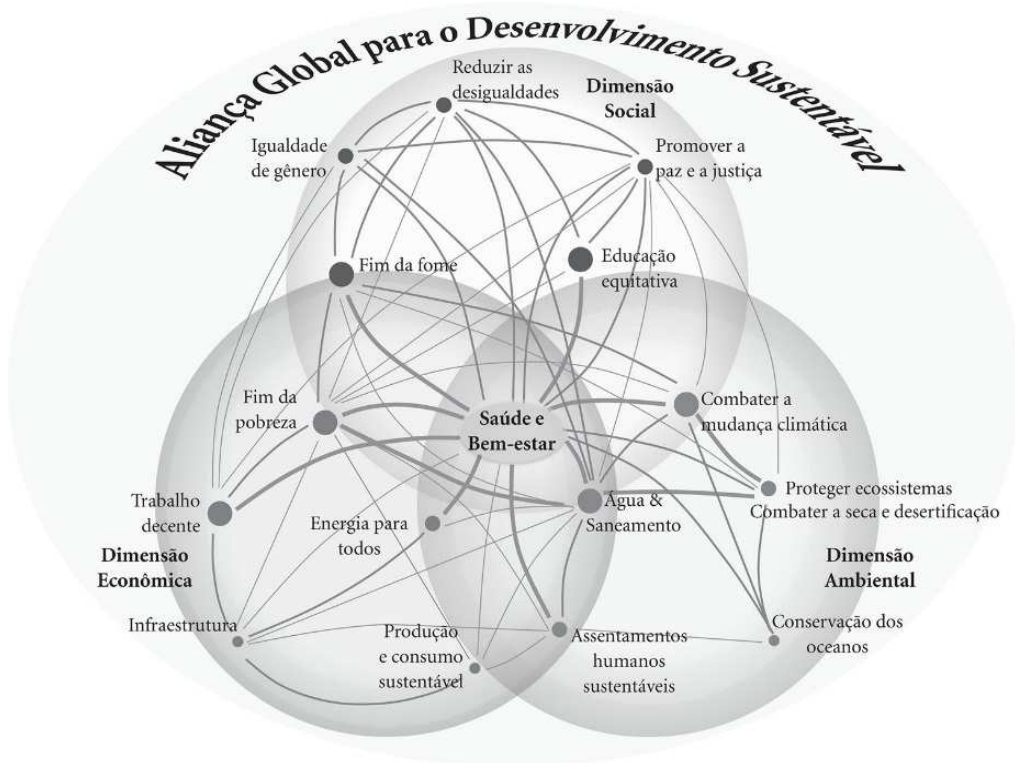 Aliança Global para o Desenvolvimento Sustentável
Reduzir as
desigualdades
Dimensão
Social
Igualdade
de gênero
Promover a
paz e a justiça
Fim da fome
Educação
equitativa
Fim da
pobreza
Saúde e
Bem-estar
Combater a
mudança climática
Trabalho
decente
Energia para
todos
Água &
Saneamento
Proteger ecossistemas
Combater a seca e desertificação
Dimensão
Econômica
Dimensão
Ambiental
Infraestrutura
Produção
e consumo
sustentável
Assentamentos
humanos
sustentáveis
Conservação dos
oceanos